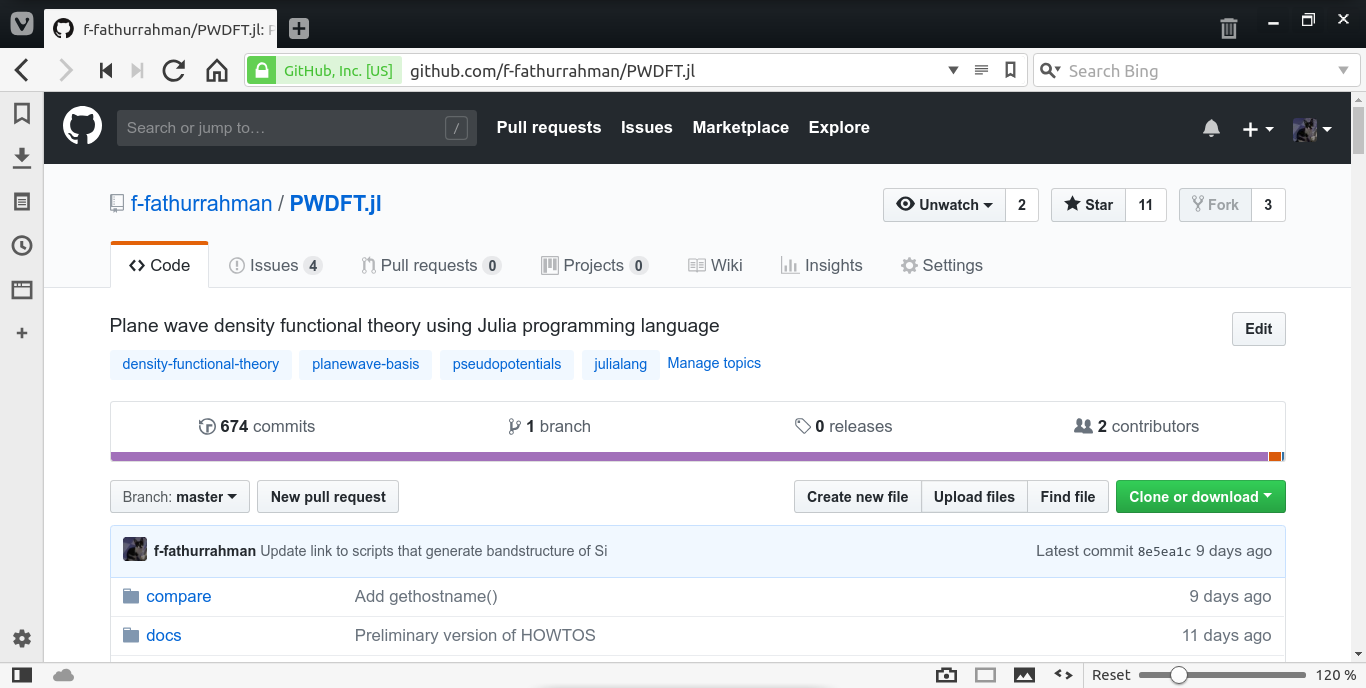 f-fathurrahman/PWDFT.jl: P
GitHub, Inc. [US] github.com/f-fathurrahman/PWDFT.jl Search Bing
Search or jump to… / Pull requests Issues Marketplace Explore
f-fathurrahman / PWDFT.jl Unwatch 2 Star 11 Fork 3
Code Issues 4 Pull requests 0 Projects 0 Wiki Insights Settings
Plane wave density functional theory using Julia programming language Edit
density-functional-theory planewave-basis pseudopotentials julialang Manage topics
674 commits 1 branch 0 releases 2 contributors
Branch: master New pull request Create new file Upload files Find file Clone or download
f-fathurrahman Update link to scripts that generate bandstructure of Si Latest commit 8e5ea1c 9 days ago
compare Add gethostname() 9 days ago
docs Preliminary version of HOWTOS 11 days ago
Reset 120 %